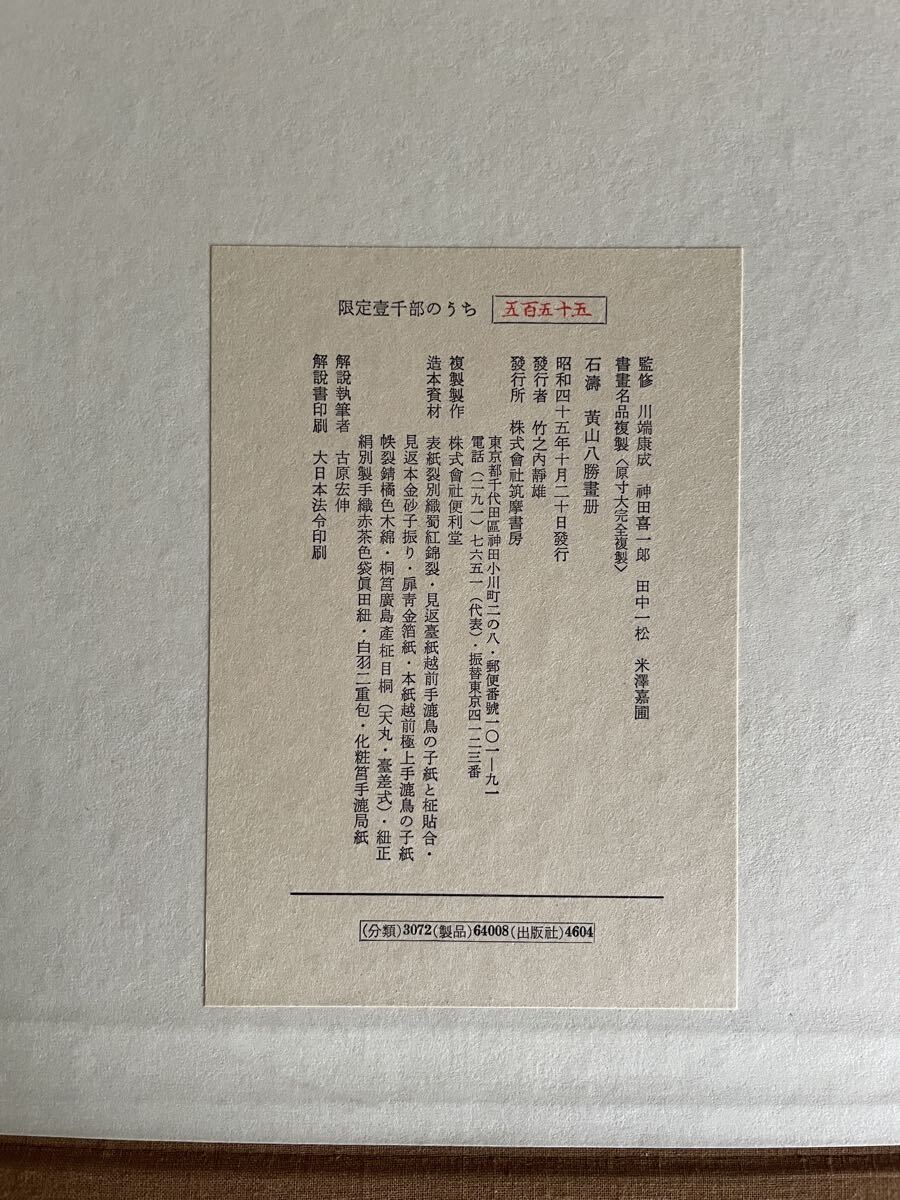 限定壹千部のうち 五百五十五
監修 川端康成 神田喜一郎 田中一松 米澤嘉圃
書畫名品複製〈原寸大完全複製〉
石濤 黃山八勝畫册
昭和四十五年十月二十日發行
發行者 竹之內靜雄
發行所 株式會社筑摩書房
東京都千代田區神田小川町二の八・郵便番號一〇一―九一
電話(二九一)七六五一(代表)・振替東京四一二三番
複製製作 株式會社便利堂
造本資材 表紙裂別織蜀紅錦裂・見返臺紙越前手漉鳥の子紙と柾貼合・
見返本金砂子振り・扉靑金箔紙・本紙越前極上手漉鳥の子紙
帙裂錆橘色木綿・桐筥廣島產柾目桐(天丸・臺差式)・紐正
絹別製手織赤茶色袋眞田紐・白羽二重包・化粧筥手漉局紙
解說執筆者 古原宏伸
解說書印刷 大日本法令印刷
(分類)3072(製品)64008(出版社)4604